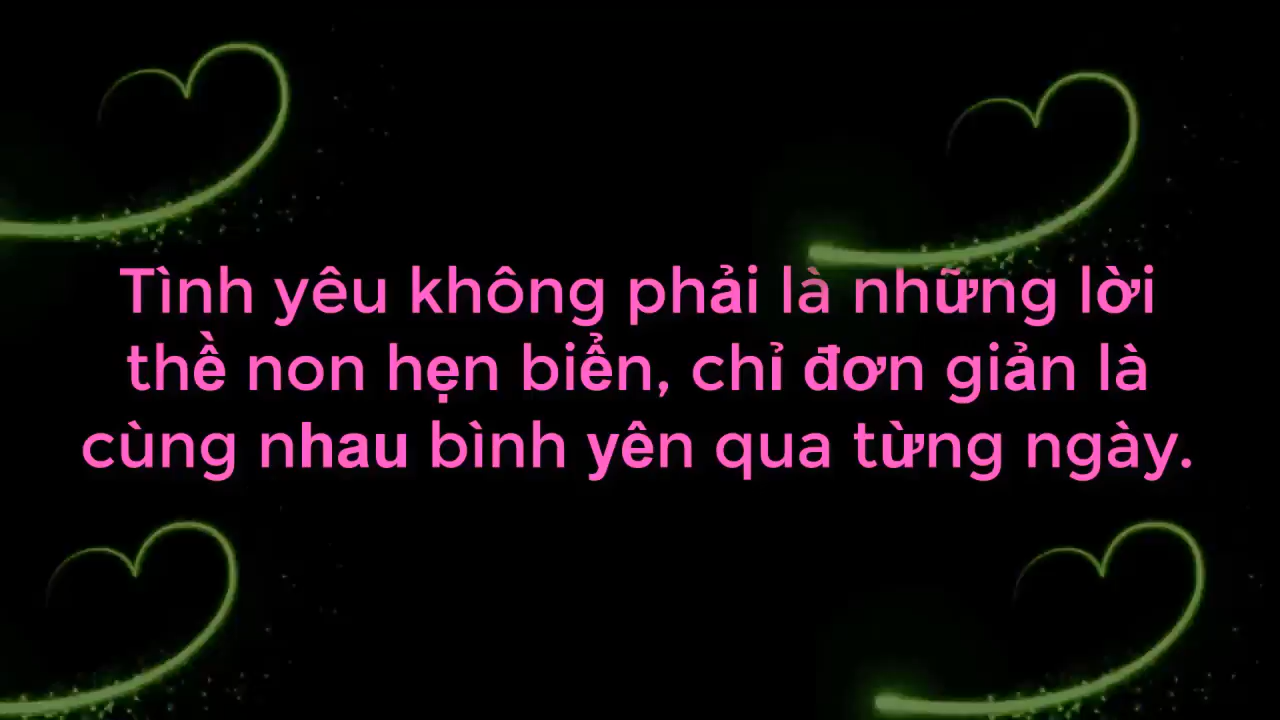 Tình yêu không phải là những lời
thề non hẹn biển, chỉ đơn giản là
cùng nhau bình yên qua từng ngày.